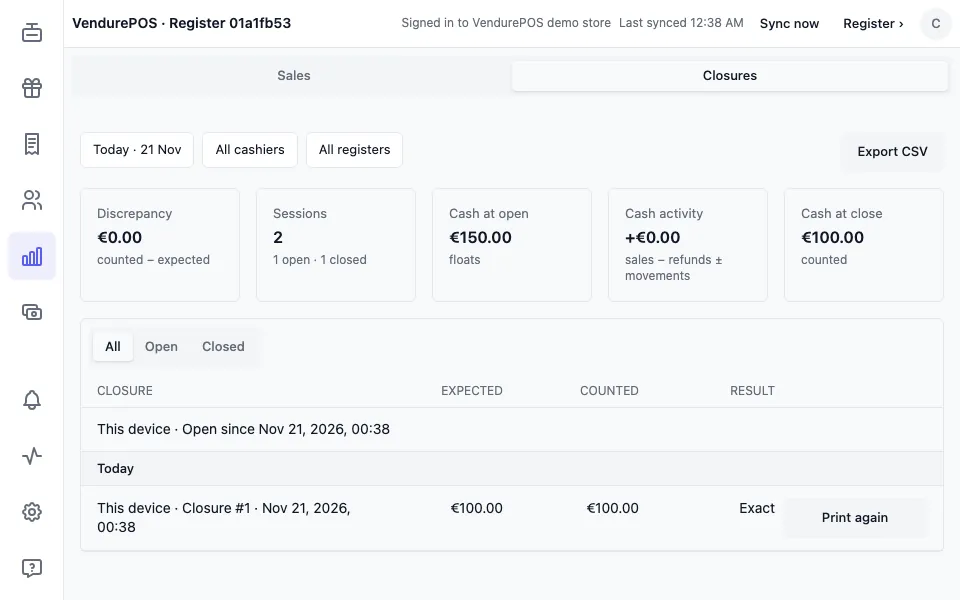 VendurePOS · Register 01a1fb53
Signed in to VendurePOS demo store Last synced 12:38 AM Sync now Register › C
Sales Closures
Today · 21 Nov All cashiers All registers Export CSV
Discrepancy
€0.00
counted − expected
Sessions
2
1 open · 1 closed
Cash at open
€150.00
floats
Cash activity
+€0.00
sales − refunds ±
movements
Cash at close
€100.00
counted
All Open Closed
CLOSURE EXPECTED COUNTED RESULT
This device · Open since Nov 21, 2026, 00:38
Today
This device · Closure #1 · Nov 21, 2026,
00:38
€100.00 €100.00 Exact Print again